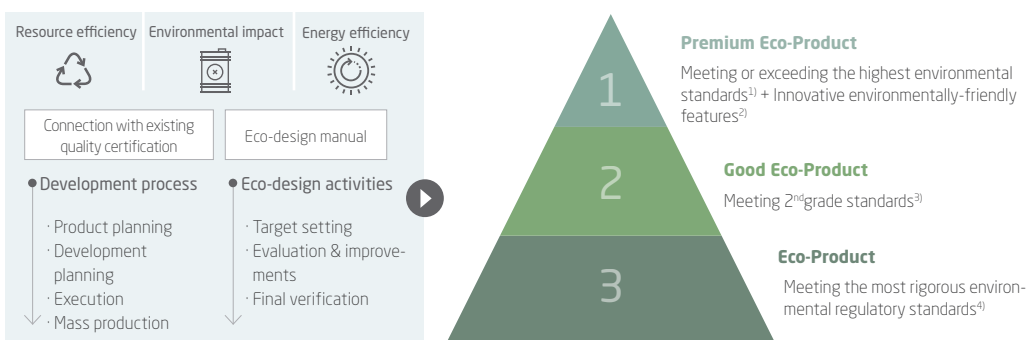 Resource efficiency
Environmental impact
Energy efficiency
Connection with existing
quality certification
Eco-design manual
Development process
· Product planning
· Development
planning
· Execution
· Mass production
Eco-design activities
· Target setting
· Evaluation & improve-
ments
· Final verification
1
Premium Eco-Product
Meeting or exceeding the highest environmental
standards1) + Innovative environmentally-friendly
features2)
2
Good Eco-Product
Meeting 2ndgrade standards3)
3
Eco-Product
Meeting the most rigorous environ-
mental regulatory standards4)